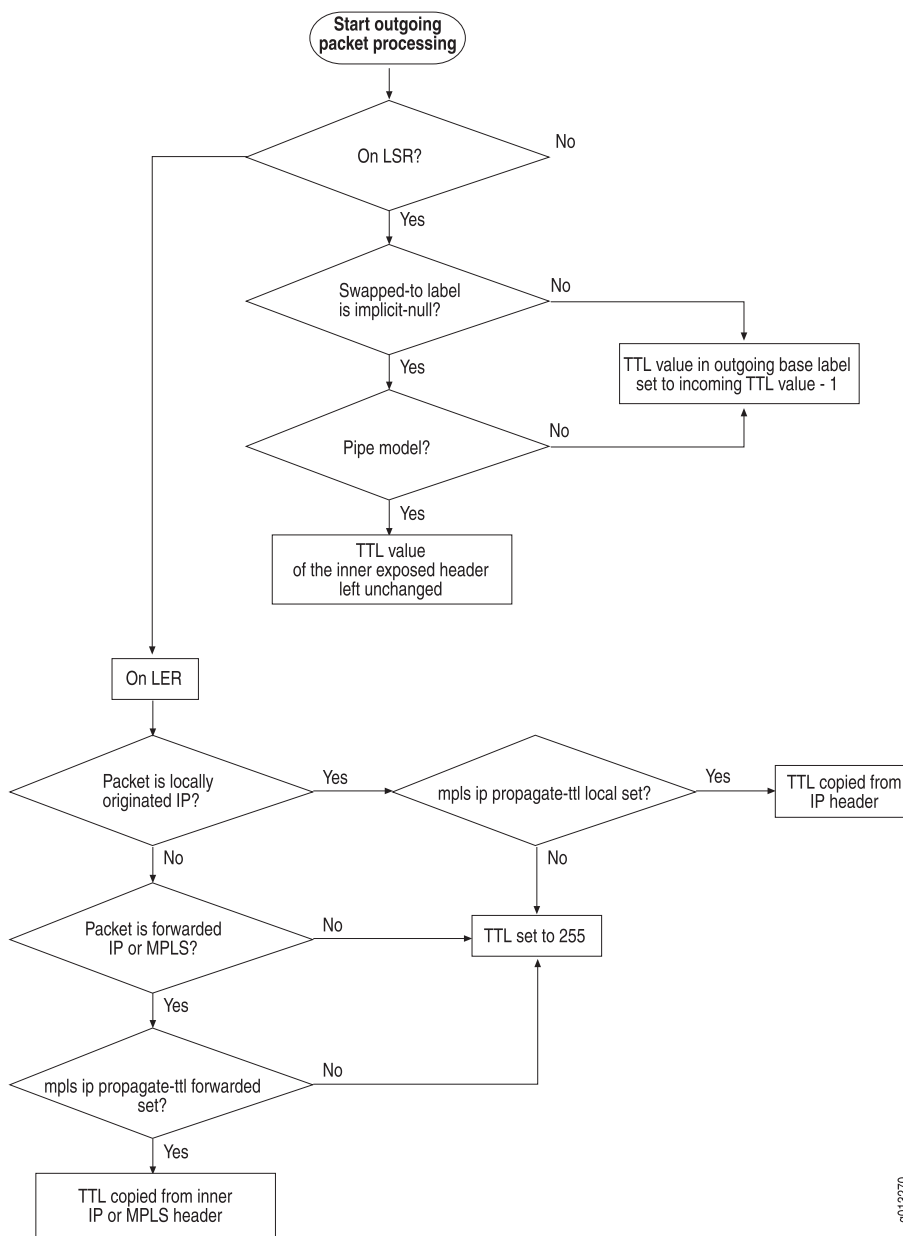 Start outgoing
packet processing
On LSR?
No
Yes
Swapped-to label
is implicit-null?
No
Yes
TTL value in outgoing base label
set to incoming TTL value - 1
Pipe model?
No
Yes
TTL value
of the inner exposed header
left unchanged
On LER
Packet is locally
originated IP?
Yes
mpls ip propagate-ttl local set?
Yes
TTL copied from
IP header
No
No
Packet is forwarded
IP or MPLS?
No
TTL set to 255
Yes
mpls ip propagate-ttl forwarded
set?
No
Yes
TTL copied from inner
IP or MPLS header
g013270